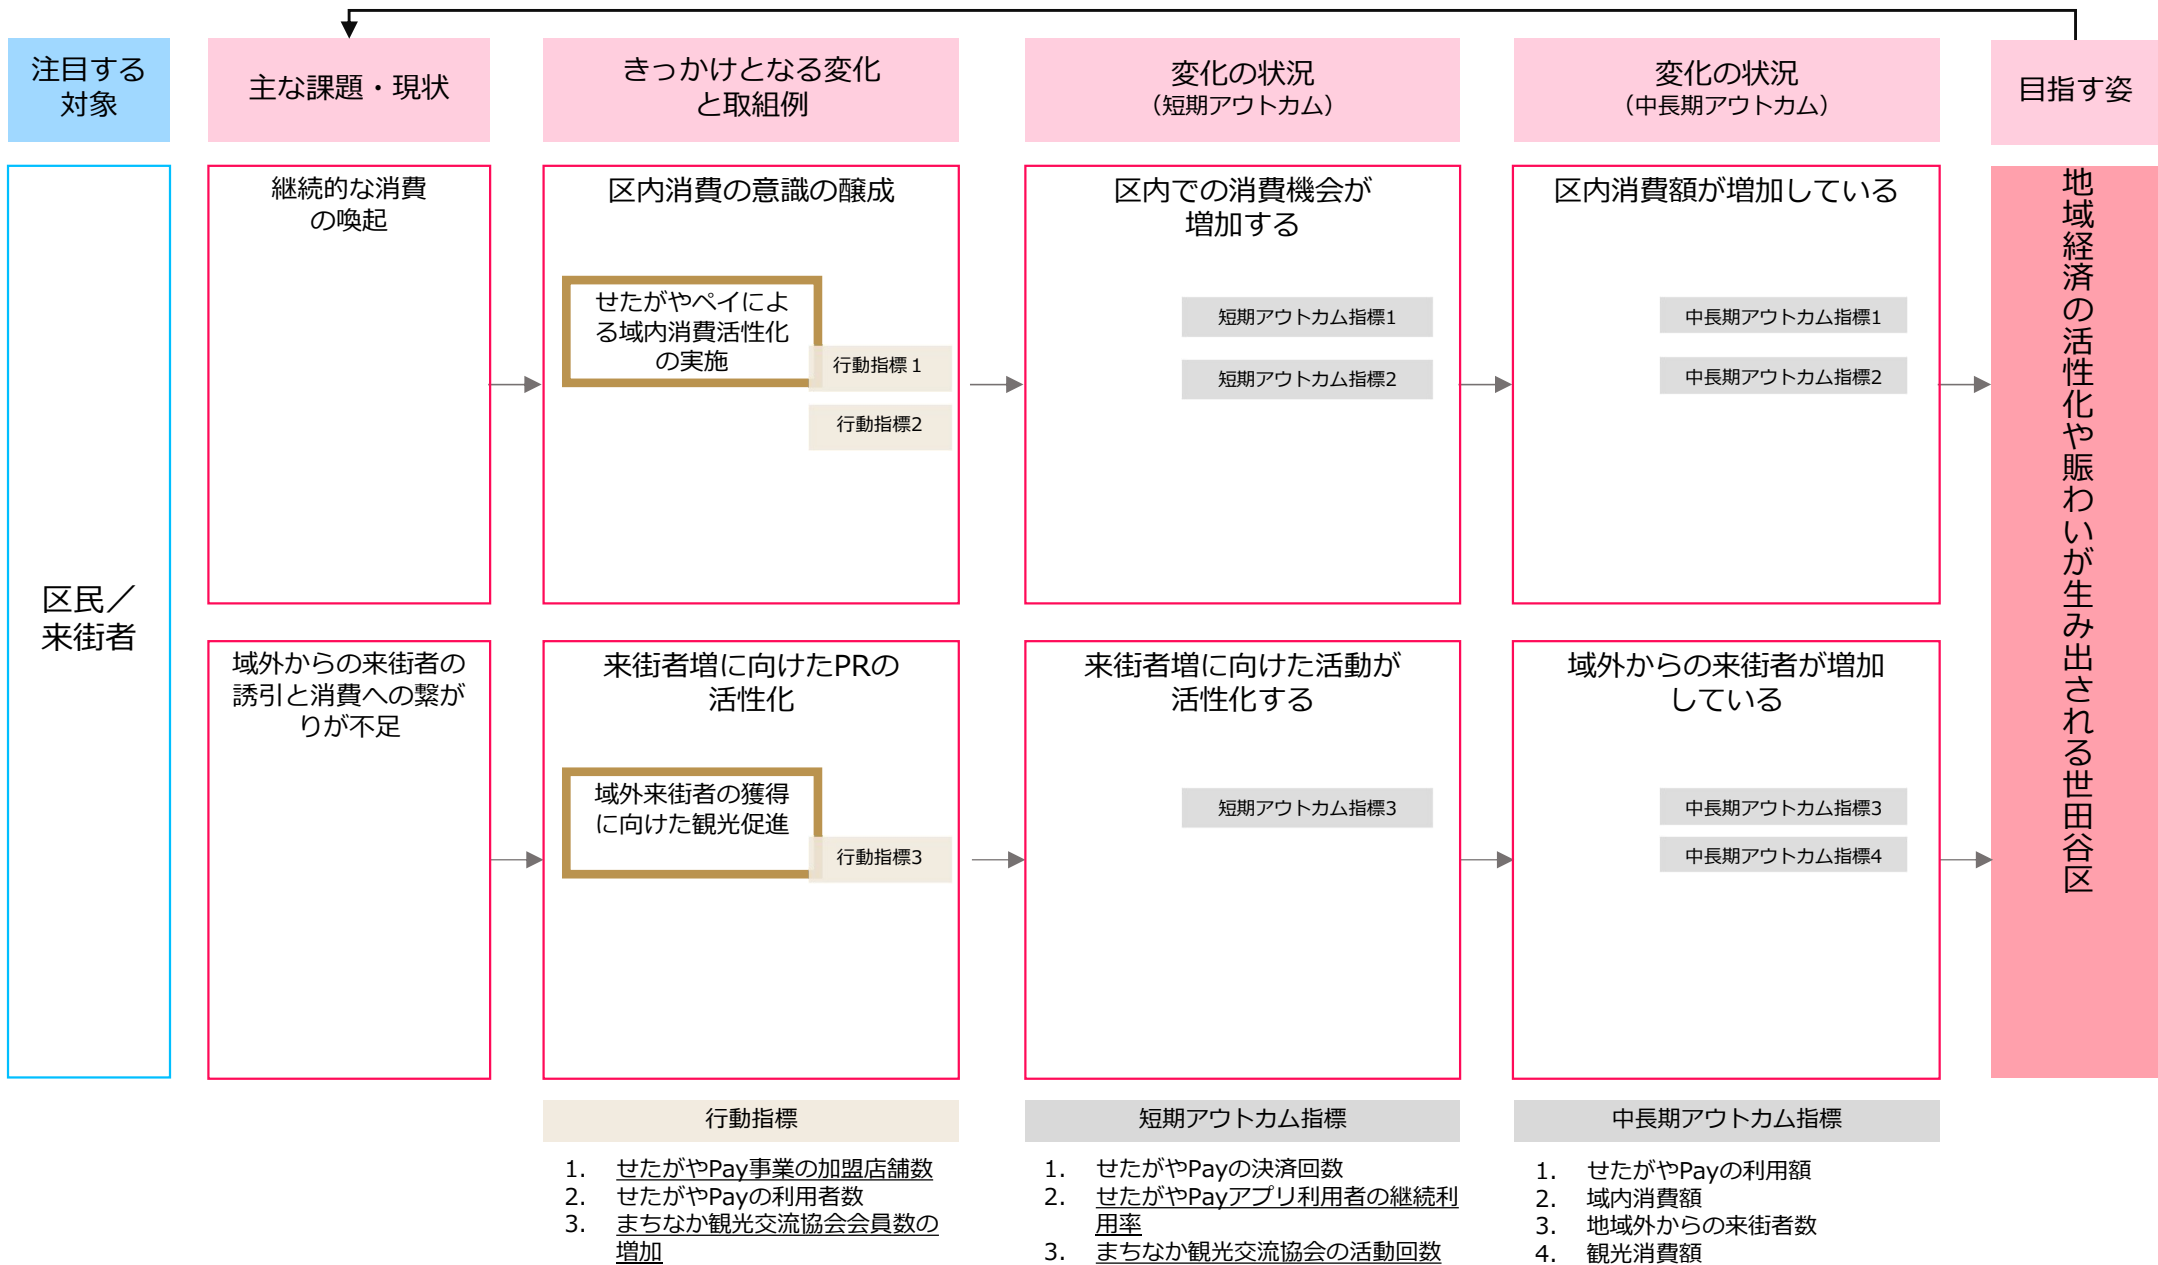 注目する
対象
主な課題・現状
きっかけとなる変化
と取組例
変化の状況
（短期アウトカム）
変化の状況
（中長期アウトカム）
目指す姿
区民／
来街者
継続的な消費
の喚起
区内消費の意識の醸成
せたがやペイによ
る域内消費活性化
の実施
行動指標１
行動指標2
区内での消費機会が
増加する
短期アウトカム指標1
短期アウトカム指標2
区内消費額が増加している
中長期アウトカム指標1
中長期アウトカム指標2
地域経済の活性化や賑わいが生み出される世田谷区
域外からの来街者の
誘引と消費への繋が
りが不足
来街者増に向けたPRの
活性化
域外来街者の獲得
に向けた観光促進
行動指標3
来街者増に向けた活動が
活性化する
短期アウトカム指標3
域外からの来街者が増加
している
中長期アウトカム指標3
中長期アウトカム指標4
行動指標
1. せたがやPay事業の加盟店舗数
2. せたがやPayの利用者数
3. まちなか観光交流協会会員数の
増加
短期アウトカム指標
1. せたがやPayの決済回数
2. せたがやPayアプリ利用者の継続利
用率
3. まちなか観光交流協会の活動回数
中長期アウトカム指標
1. せたがやPayの利用額
2. 域内消費額
3. 地域外からの来街者数
4. 観光消費額